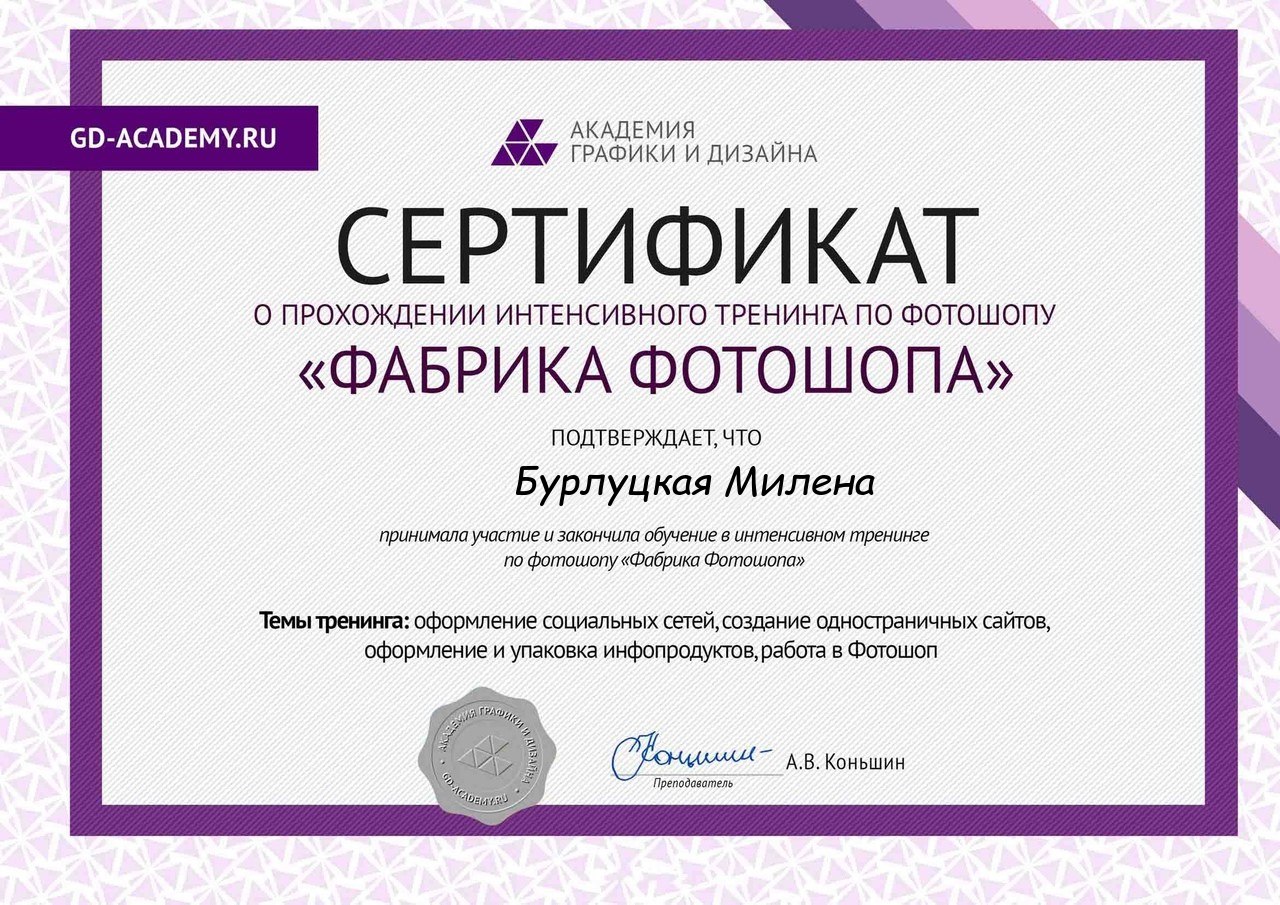 GD-ACADEMY.RU
АКАДЕМИЯ
ГРАФИКИ И ДИЗАЙНА
СЕРТИФИКАТ
О ПРОХОЖДЕНИИ ИНТЕНСИВНОГО ТРЕНИНГА ПО ФОТОШОПУ
«ФАБРИКА ФОТОШОПА»
ПОДТВЕРЖДАЕТ, ЧТО
Бурлуцкая Милена
принимала участие и закончила обучение в интенсивном тренинге
по фотошопу «Фабрика Фотошопа»
Темы тренинга: оформление социальных сетей, создание одностраничных сайтов,
оформление и упаковка инфопродуктов, работа в Фотошоп
АКАДЕМИЯ ГРАФИКИ И ДИЗАЙНА
GD-ACADEMY.RU
Коньшин
А.В. Коньшин
Преподаватель